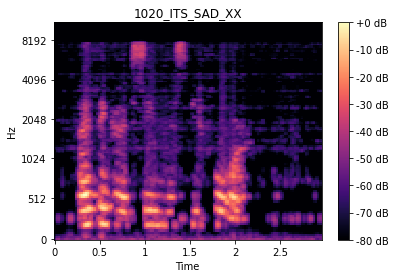 1020_ITS_SAD_XX
+0 dB
8192
-10 dB
4096
-20 dB
-30 dB
2048
-40 dB
Hz
1024
-50 dB
512
-60 dB
-70 dB
0
-80 dB
0 0.5 1 1.5 2 2.5
Time